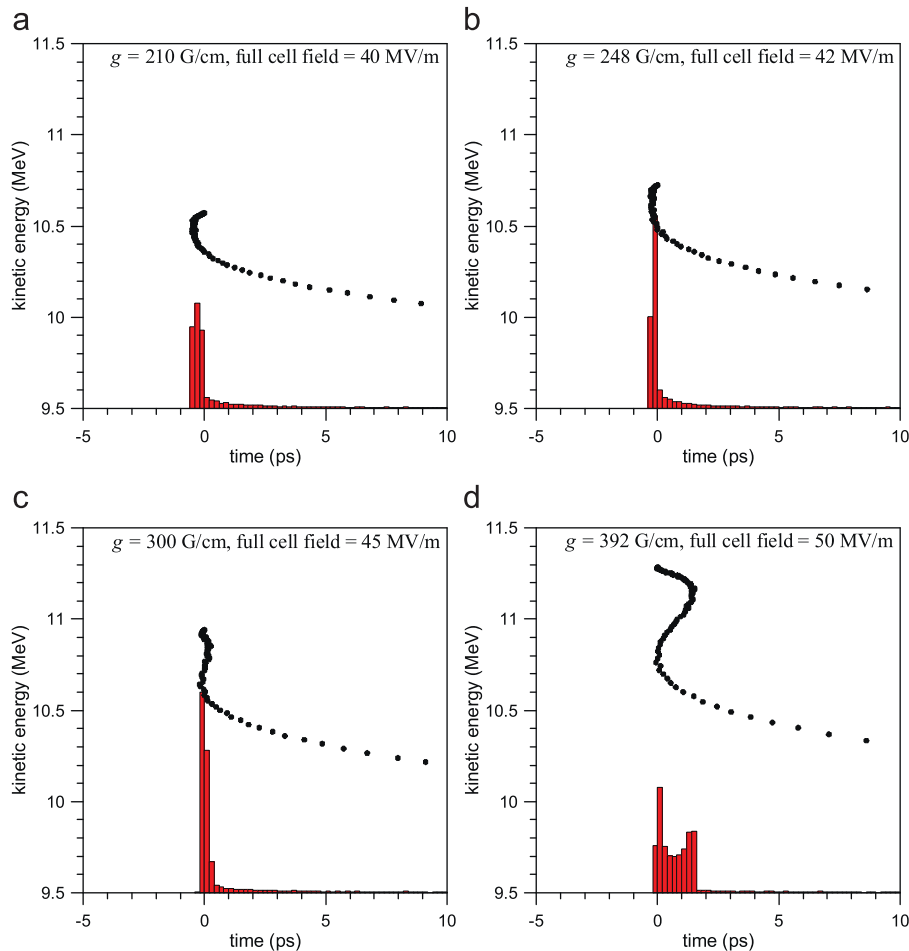 a
g = 210 G/cm, full cell field = 40 MV/m
11.5
11
10.5
10
9.5
kinetic energy (MeV)
-5
0
5
10
time (ps)
b
g = 248 G/cm, full cell field = 42 MV/m
11.5
11
10.5
10
9.5
kinetic energy (MeV)
-5
0
5
10
time (ps)
c
g = 300 G/cm, full cell field = 45 MV/m
11.5
11
10.5
10
9.5
kinetic energy (MeV)
-5
0
5
10
time (ps)
d
g = 392 G/cm, full cell field = 50 MV/m
11.5
11
10.5
10
9.5
kinetic energy (MeV)
-5
0
5
10
time (ps)